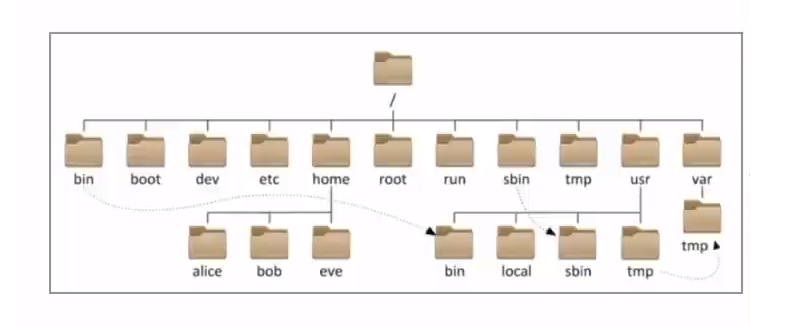 /
bin boot dev etc home root run sbin tmp usr var
tmp
alice bob eve bin local sbin tmp